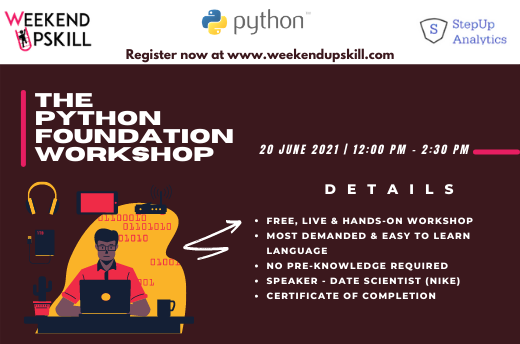 WEEKEND
UPSKILL
python™
S
StepUp
Analytics
Register now at www.weekendupskill.com
THE
PYTHON
FOUNDATION
WORKSHOP
20 JUNE 2021 | 12:00 PM - 2:30 PM
DETAILS
• FREE, LIVE & HANDS-ON WORKSHOP
• MOST DEMANDED & EASY TO LEARN
LANGUAGE
• NO PRE-KNOWLEDGE REQUIRED
• SPEAKER - DATE SCIENTIST (NIKE)
• CERTIFICATE OF COMPLETION